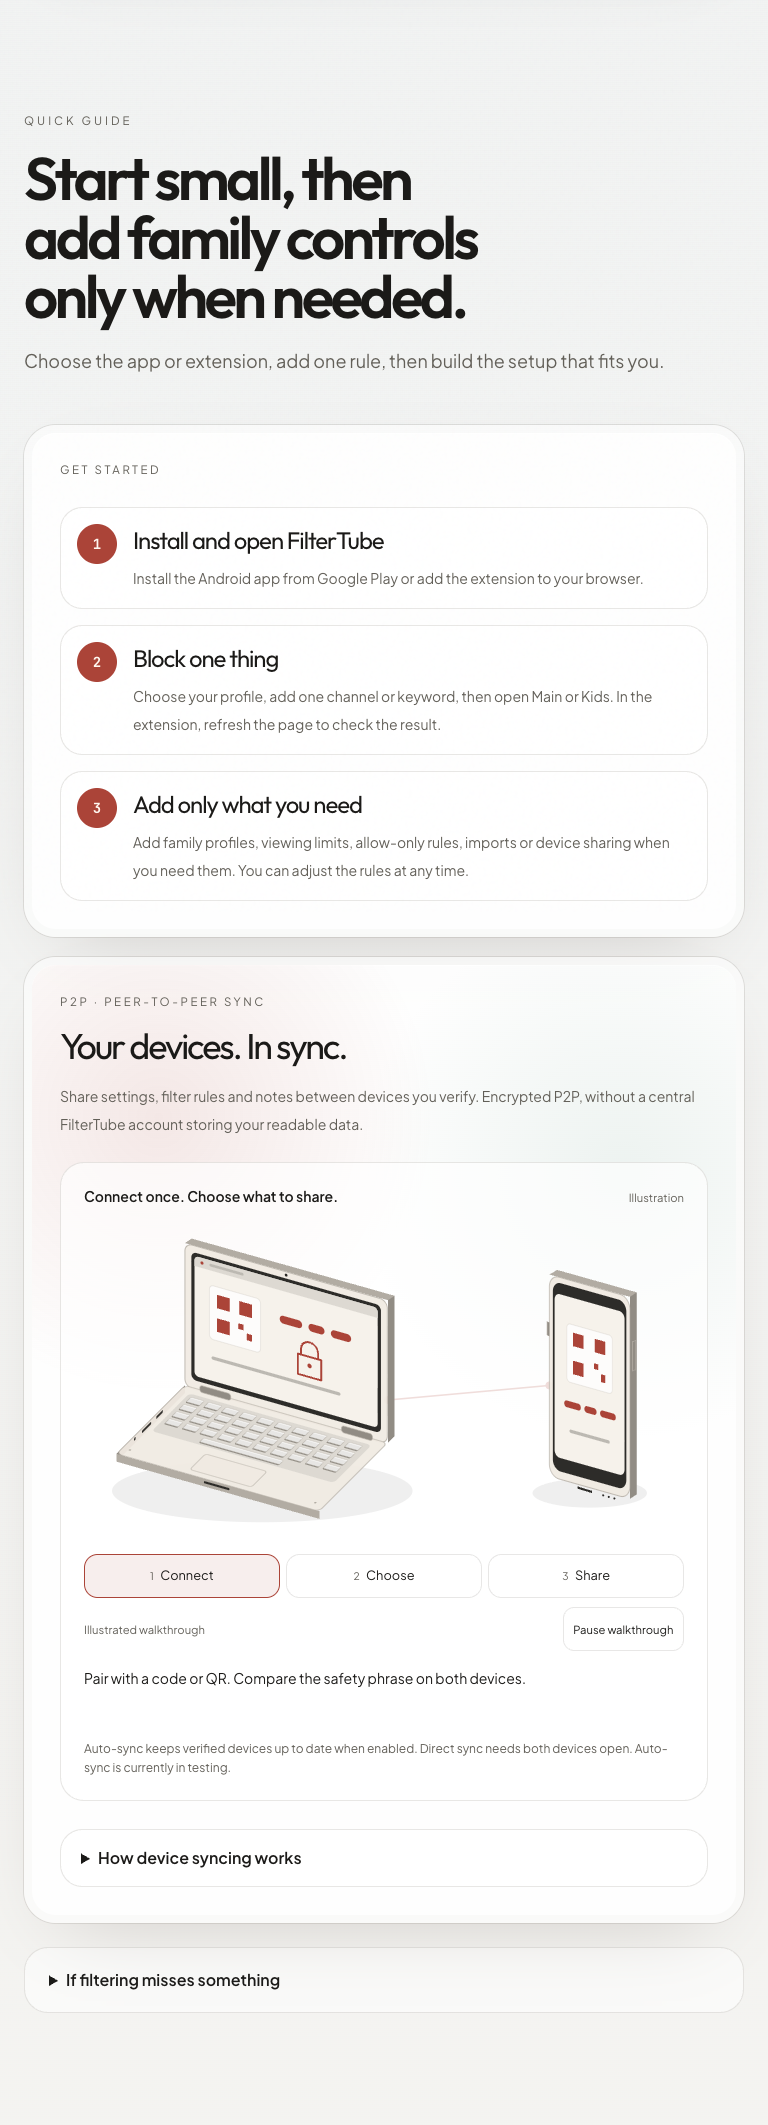 QUICK GUIDE
Start small, then
add family controls
only when needed.
Choose the app or extension, add one rule, then build the setup that fits you.
GET STARTED
1
Install and open FilterTube
Install the Android app from Google Play or add the extension to your browser.
2
Block one thing
Choose your profile, add one channel or keyword, then open Main or Kids. In the
extension, refresh the page to check the result.
3
Add only what you need
Add family profiles, viewing limits, allow-only rules, imports or device sharing when
you need them. You can adjust the rules at any time.
P2P · PEER-TO-PEER SYNC
Your devices. In sync.
Share settings, filter rules and notes between devices you verify. Encrypted P2P, without a central
FilterTube account storing your readable data.
Connect once. Choose what to share.
Illustration
1 Connect
2 Choose
3 Share
Illustrated walkthrough
Pause walkthrough
Pair with a code or QR. Compare the safety phrase on both devices.
Auto-sync keeps verified devices up to date when enabled. Direct sync needs both devices open. Auto-
sync is currently in testing.
How device syncing works
If filtering misses something